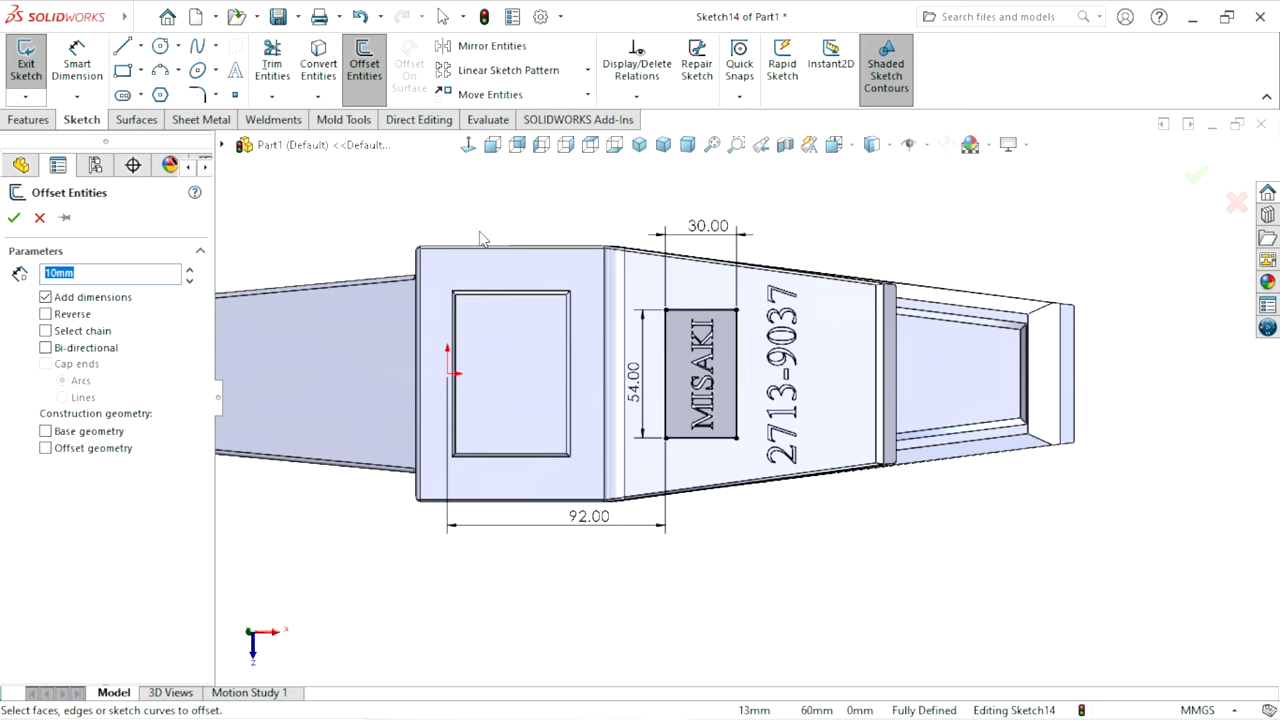 SOLIDWORKS
Sketch14 of Part1 *
Search files and models
Exit Sketch
Smart Dimension
Trim Entities
Convert Entities
Offset Entities
Offset On Surface
Mirror Entities
Linear Sketch Pattern
Move Entities
Display/Delete Relations
Repair Sketch
Quick Snaps
Rapid Sketch
Instant2D
Shaded Sketch Contours
Features
Sketch
Surfaces
Sheet Metal
Weldments
Mold Tools
Direct Editing
Evaluate
SOLIDWORKS Add-Ins
Part1 (Default) <<Default...
Offset Entities
Parameters
10mm
Add dimensions
Reverse
Select chain
Bi-directional
Cap ends
Arcs
Lines
Construction geometry:
Base geometry
Offset geometry
30.00
54.00
MISAKI
2713-9037
92.00
x
z
Model
3D Views
Motion Study 1
Select faces, edges or sketch curves to offset.
13mm
60mm
0mm
Fully Defined
Editing Sketch14
MMGS